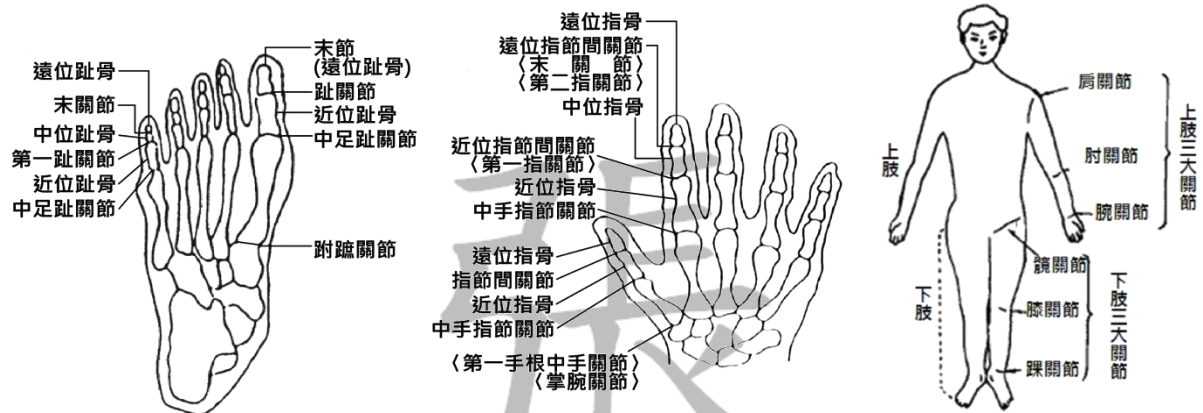 遠位趾骨
末關節
中位趾骨
第一趾關節
近位趾骨
中足趾關節
末節
(遠位趾骨)
趾關節
近位趾骨
中足趾關節
跗蹠關節
遠位指骨
遠位指節間關節
〈末關節〉
〈第二指關節〉
中位指骨
近位指節間關節
〈第一指關節〉
近位指骨
中手指節關節
遠位指骨
指節間關節
近位指骨
中手指節關節
〈第一手根中手關節〉
〈掌腕關節〉
張
上肢
肩關節
肘關節
腕關節
上肢三大關節
下肢
髖關節
膝關節
踝關節
下肢三大關節